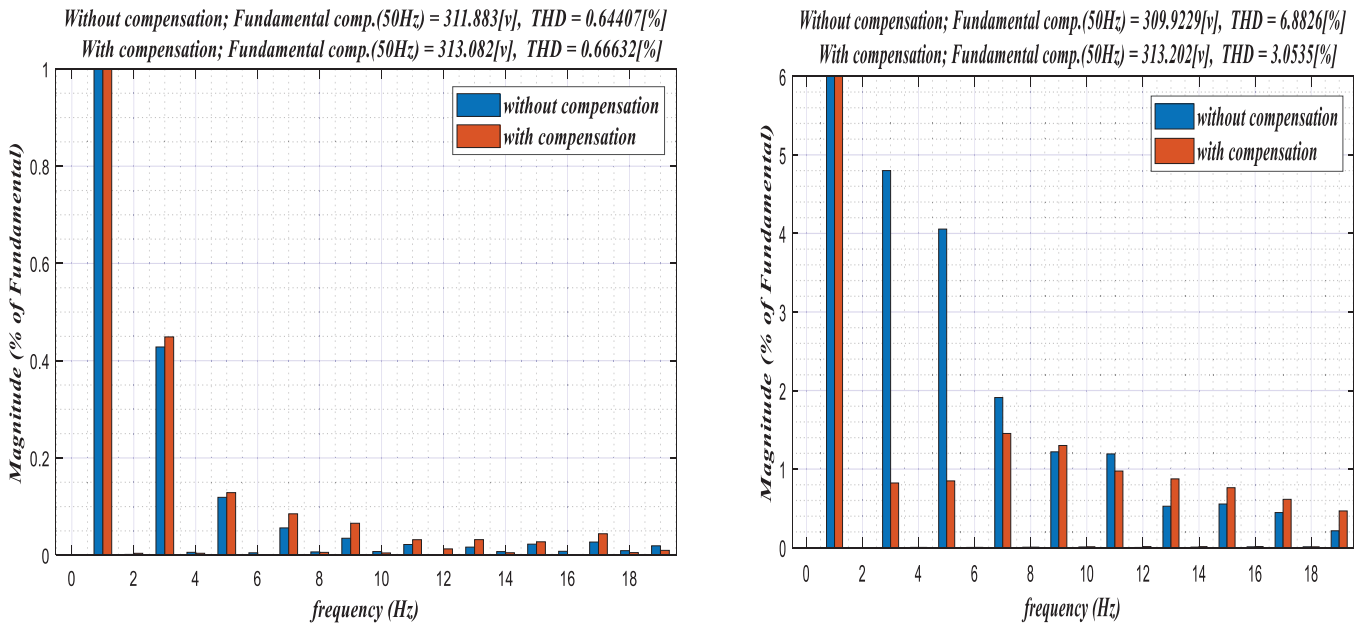 Without compensation; Fundamental comp.(50Hz) = 311.883[v], THD = 0.64407[%]
With compensation; Fundamental comp.(50Hz) = 313.082[v], THD = 0.66632[%]
1
0.8
0.6
0.4
0.2
0
Magnitude (% of Fundamental)
without compensation
with compensation
0 2 4 6 8 10 12 14 16 18
frequency (Hz)
Without compensation; Fundamental comp.(50Hz) = 309.9229[v], THD = 6.8826[%]
With compensation; Fundamental comp.(50Hz) = 313.202[v], THD = 3.0535[%]
6
5
4
3
2
1
0
Magnitude (% of Fundamental)
without compensation
with compensation
0 2 4 6 8 10 12 14 16 18
frequency (Hz)